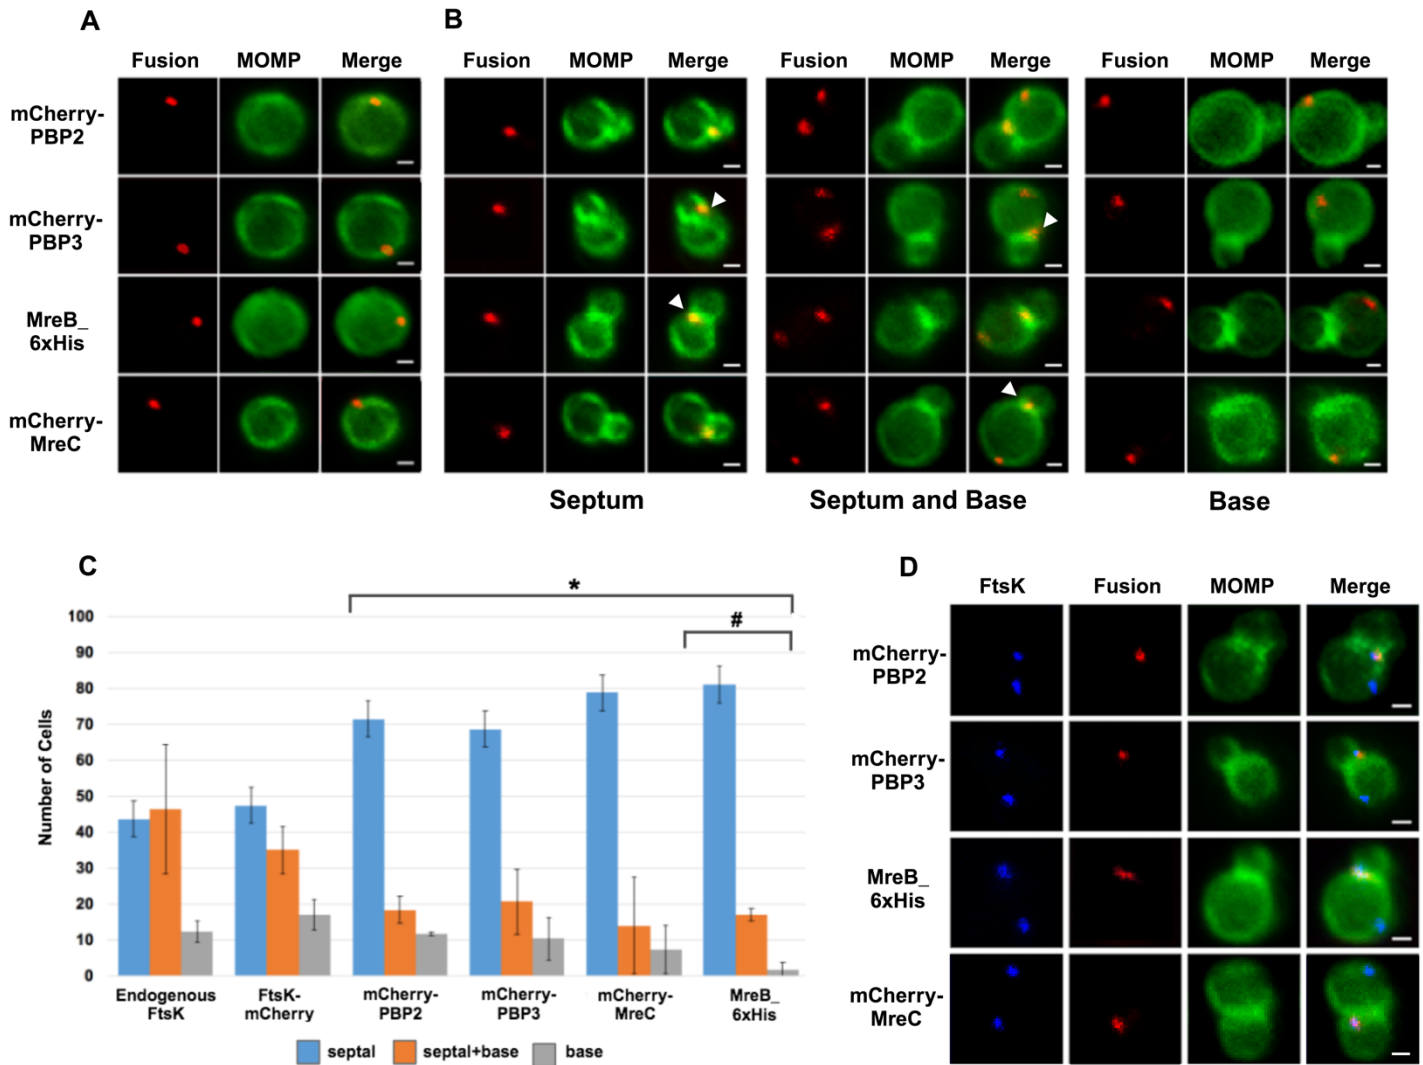 A
B
Fusion MOMP Merge
Fusion MOMP Merge
Fusion MOMP Merge
Fusion MOMP Merge
mCherry-
PBP2
mCherry-
PBP3
MreB_
6xHis
mCherry-
MreC
Septum
Septum and Base
Base
C
*
#
100
90
80
70
60
50
40
30
20
10
0
Number of Cells
Endogenous
FtsK
FtsK-
mCherry
mCherry-
PBP2
mCherry-
PBP3
mCherry-
MreC
MreB_
6xHis
septal
septal+base
base
D
FtsK Fusion MOMP Merge
mCherry-
PBP2
mCherry-
PBP3
MreB_
6xHis
mCherry-
MreC